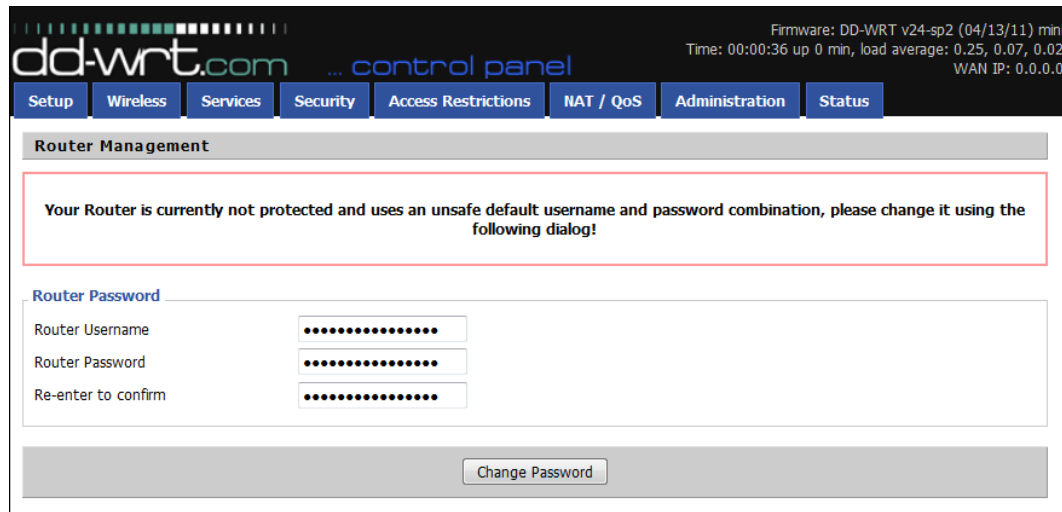 dd-wrt.com ... control panel
Firmware: DD-WRT v24-sp2 (04/13/11) min
Time: 00:00:36 up 0 min, load average: 0.25, 0.07, 0.02
WAN IP: 0.0.0.0
Setup Wireless Services Security Access Restrictions NAT / QoS Administration Status
Router Management
Your Router is currently not protected and uses an unsafe default username and password combination, please change it using the
following dialog!
Router Password
Router Username ●●●●●●●●●●●●●●●●
Router Password ●●●●●●●●●●●●●●●●
Re-enter to confirm ●●●●●●●●●●●●●●●●
Change Password